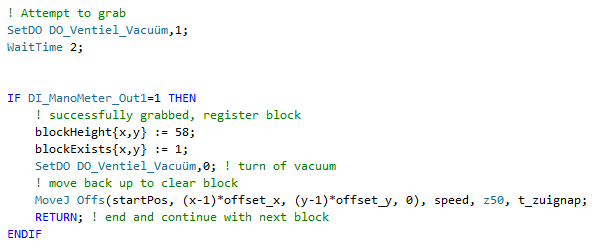 ! Attempt to grab
SetDO DO_Ventiel_Vacuüm,1;
WaitTime 2;
IF DI_ManoMeter_Out1=1 THEN
! successfully grabbed, register block
blockHeight{x,y} := 58;
blockExists{x,y} := 1;
SetDO DO_Ventiel_Vacuüm,0; ! turn of vacuum
! move back up to clear block
MoveJ Offs(startPos, (x-1)*offset_x, (y-1)*offset_y, 0), speed, z50, t_zuignap;
RETURN; ! end and continue with next block
ENDIF